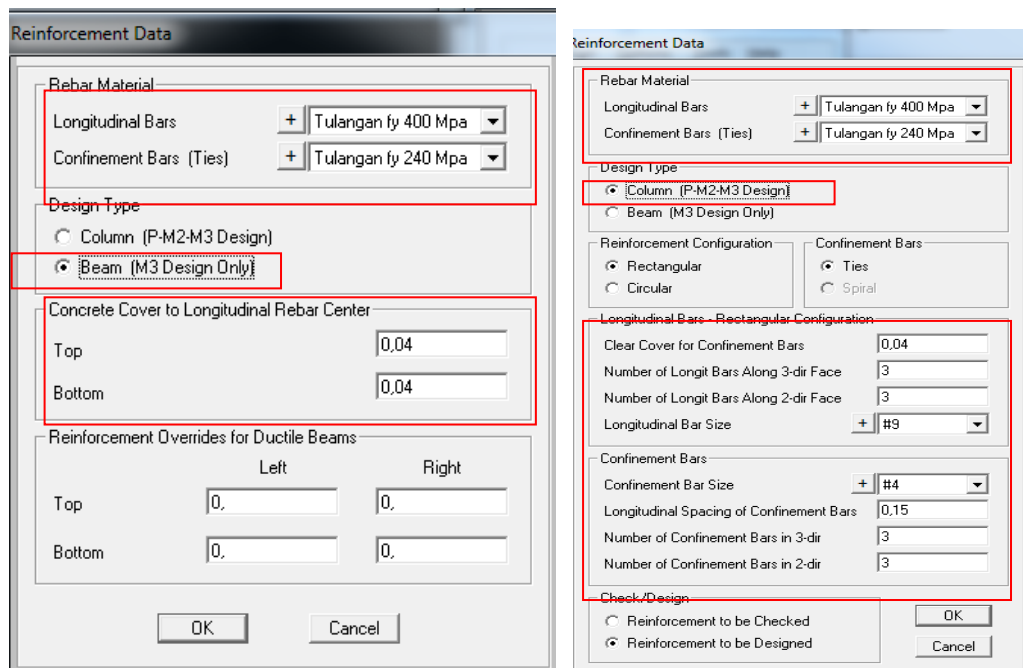 Reinforcement Data
Rebar Material
Longitudinal Bars + Tulangan fy 400 Mpa
Confinement Bars (Ties) + Tulangan fy 240 Mpa
Design Type
Column (P-M2-M3 Design)
Beam (M3 Design Only)
Concrete Cover to Longitudinal Rebar Center
Top 0,04
Bottom 0,04
Reinforcement Overrides for Ductile Beams
Left Right
Top 0, 0,
Bottom 0, 0,
OK Cancel
Reinforcement Data
Rebar Material
Longitudinal Bars + Tulangan fy 400 Mpa
Confinement Bars (Ties) + Tulangan fy 240 Mpa
Design Type
Column (P-M2-M3 Design)
Beam (M3 Design Only)
Reinforcement Configuration Confinement Bars
Rectangular Ties
Circular Spiral
Longitudinal Bars - Rectangular Configuration
Clear Cover for Confinement Bars 0,04
Number of Longit Bars Along 3-dir Face 3
Number of Longit Bars Along 2-dir Face 3
Longitudinal Bar Size + #9
Confinement Bars
Confinement Bar Size + #4
Longitudinal Spacing of Confinement Bars 0,15
Number of Confinement Bars in 3-dir 3
Number of Confinement Bars in 2-dir 3
Check/Design
Reinforcement to be Checked OK
Reinforcement to be Designed Cancel